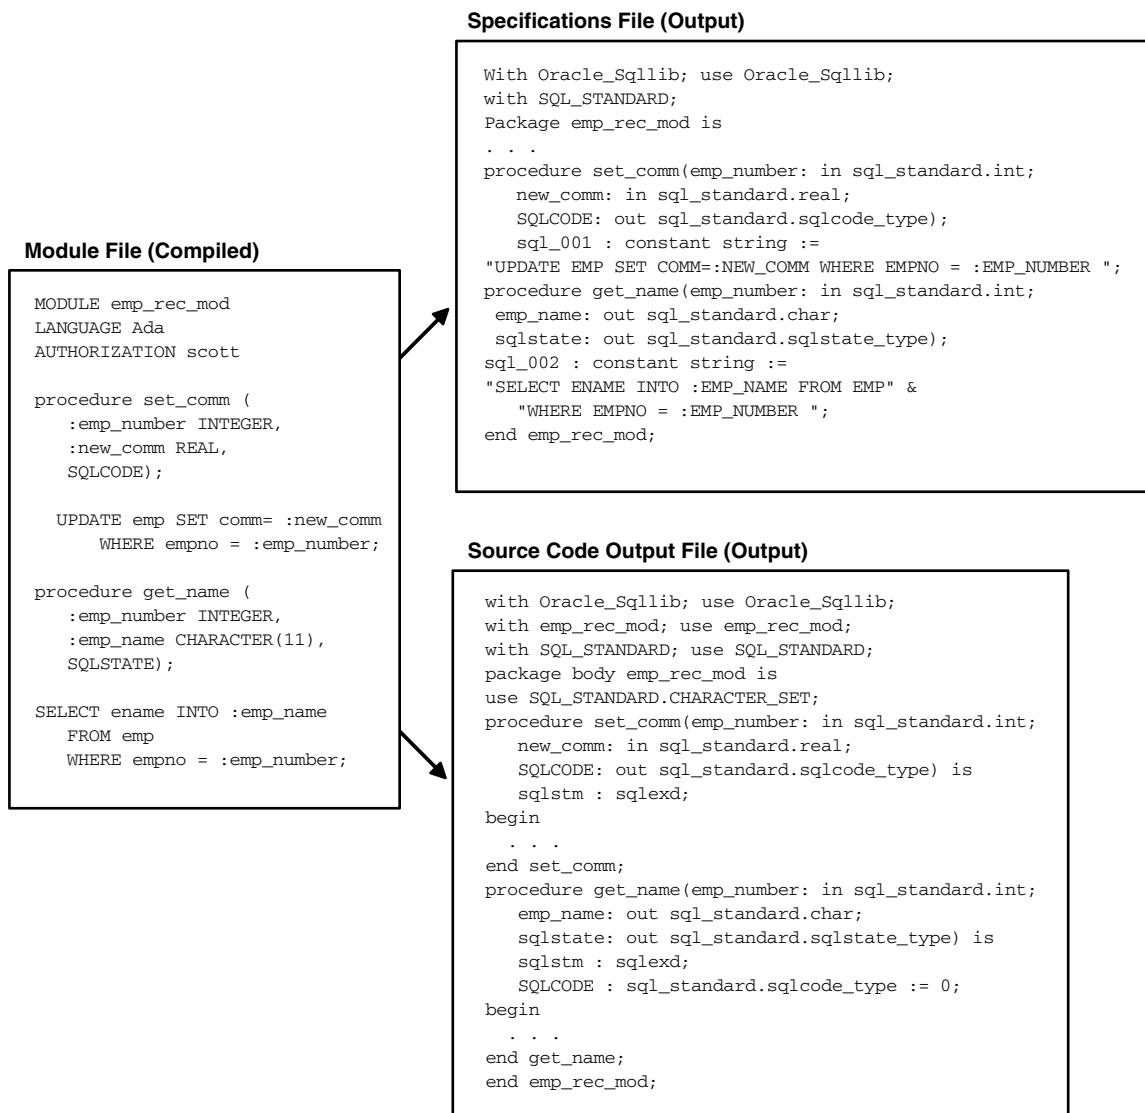 Specifications File (Output)
With Oracle_Sqllib; use Oracle_Sqllib;
with SQL_STANDARD;
Package emp_rec_mod is
. . .
procedure set_comm(emp_number: in sql_standard.int;
new_comm: in sql_standard.real;
SQLCODE: out sql_standard.sqlcode_type);
sql_001 : constant string :=
"UPDATE EMP SET COMM=:NEW_COMM WHERE EMPNO = :EMP_NUMBER ";
procedure get_name(emp_number: in sql_standard.int;
emp_name: out sql_standard.char;
sqlstate: out sql_standard.sqlstate_type);
sql_002 : constant string :=
"SELECT ENAME INTO :EMP_NAME FROM EMP" &
"WHERE EMPNO = :EMP_NUMBER ";
end emp_rec_mod;
Module File (Compiled)
MODULE emp_rec_mod
LANGUAGE Ada
AUTHORIZATION scott
procedure set_comm (
:emp_number INTEGER,
:new_comm REAL,
SQLCODE);
UPDATE emp SET comm= :new_comm
WHERE empno = :emp_number;
procedure get_name (
:emp_number INTEGER,
:emp_name CHARACTER(11),
SQLSTATE);
SELECT ename INTO :emp_name
FROM emp
WHERE empno = :emp_number;
Source Code Output File (Output)
with Oracle_Sqllib; use Oracle_Sqllib;
with emp_rec_mod; use emp_rec_mod;
with SQL_STANDARD; use SQL_STANDARD;
package body emp_rec_mod is
use SQL_STANDARD.CHARACTER_SET;
procedure set_comm(emp_number: in sql_standard.int;
new_comm: in sql_standard.real;
SQLCODE: out sql_standard.sqlcode_type) is
sqlstm : sqlexd;
begin
. . .
end set_comm;
procedure get_name(emp_number: in sql_standard.int;
emp_name: out sql_standard.char;
sqlstate: out sql_standard.sqlstate_type) is
sqlstm : sqlexd;
SQLCODE : sql_standard.sqlcode_type := 0;
begin
. . .
end get_name;
end emp_rec_mod;